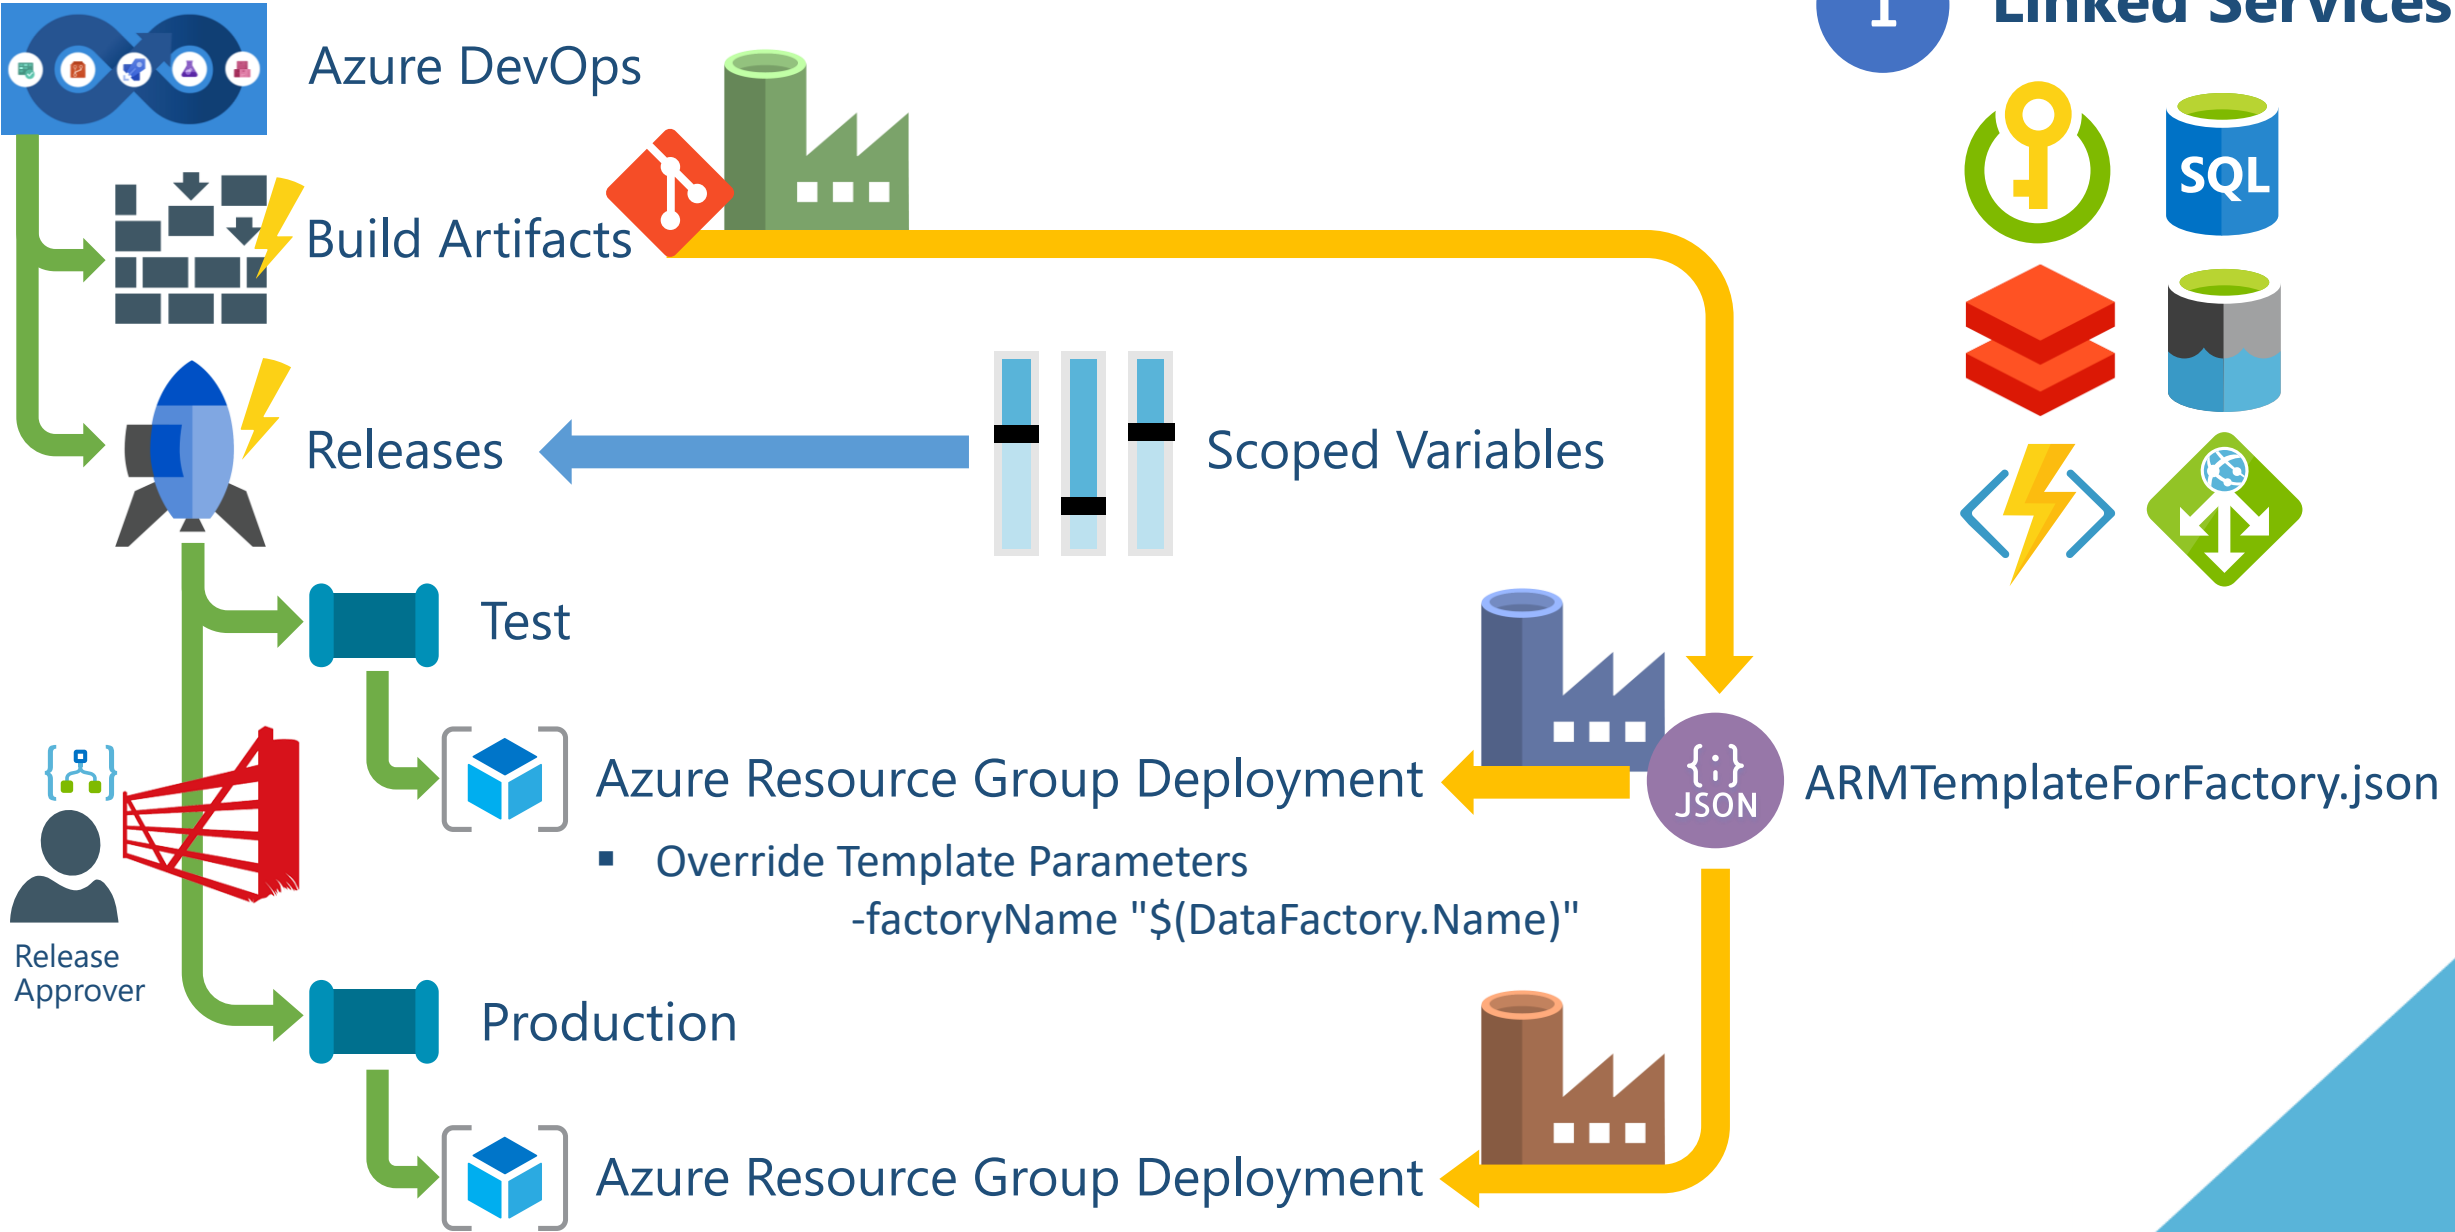 1
Linked Services
Azure DevOps
SQL
Build Artifacts
Releases
Scoped Variables
Test
Azure Resource Group Deployment
{;}
JSON
ARMTemplateForFactory.json
▪ Override Template Parameters
-factoryName "$(DataFactory.Name)"
Release
Approver
Production
Azure Resource Group Deployment